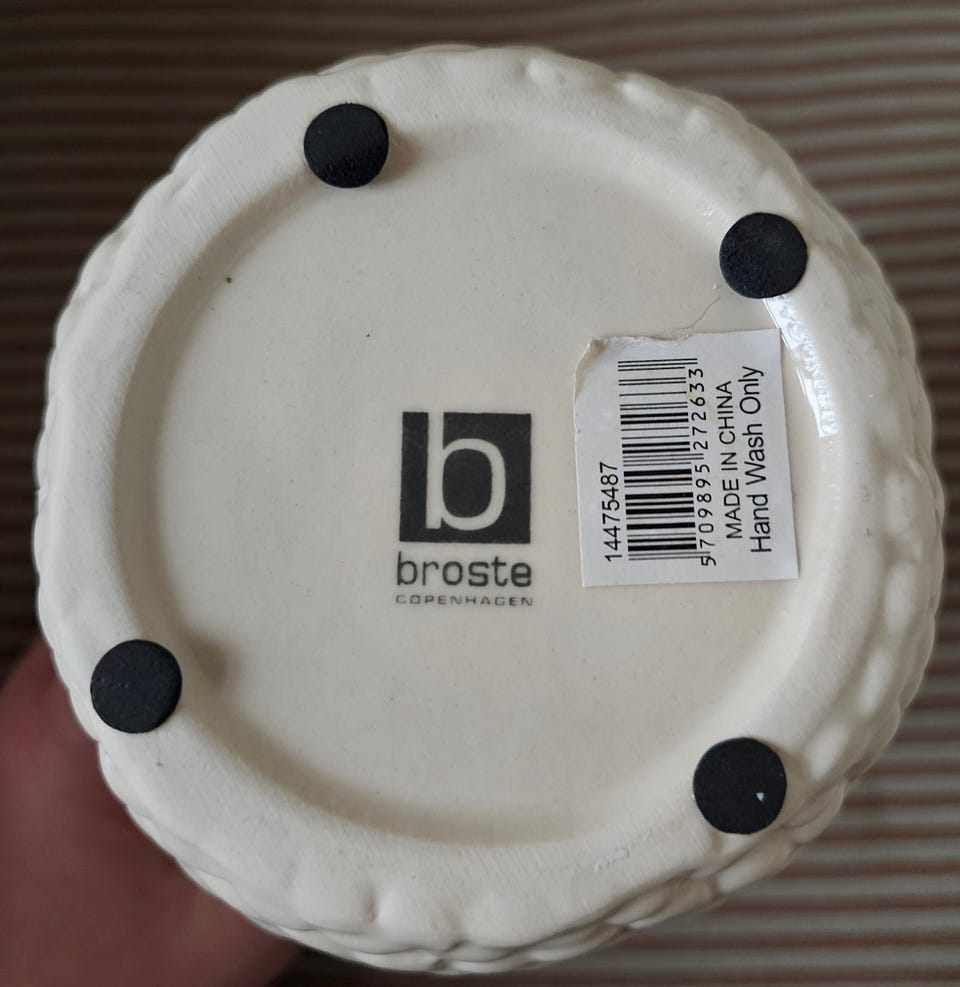 b
broste
COPENHAGEN
14475487
5 709895 272633
MADE IN CHINA
Hand Wash Only